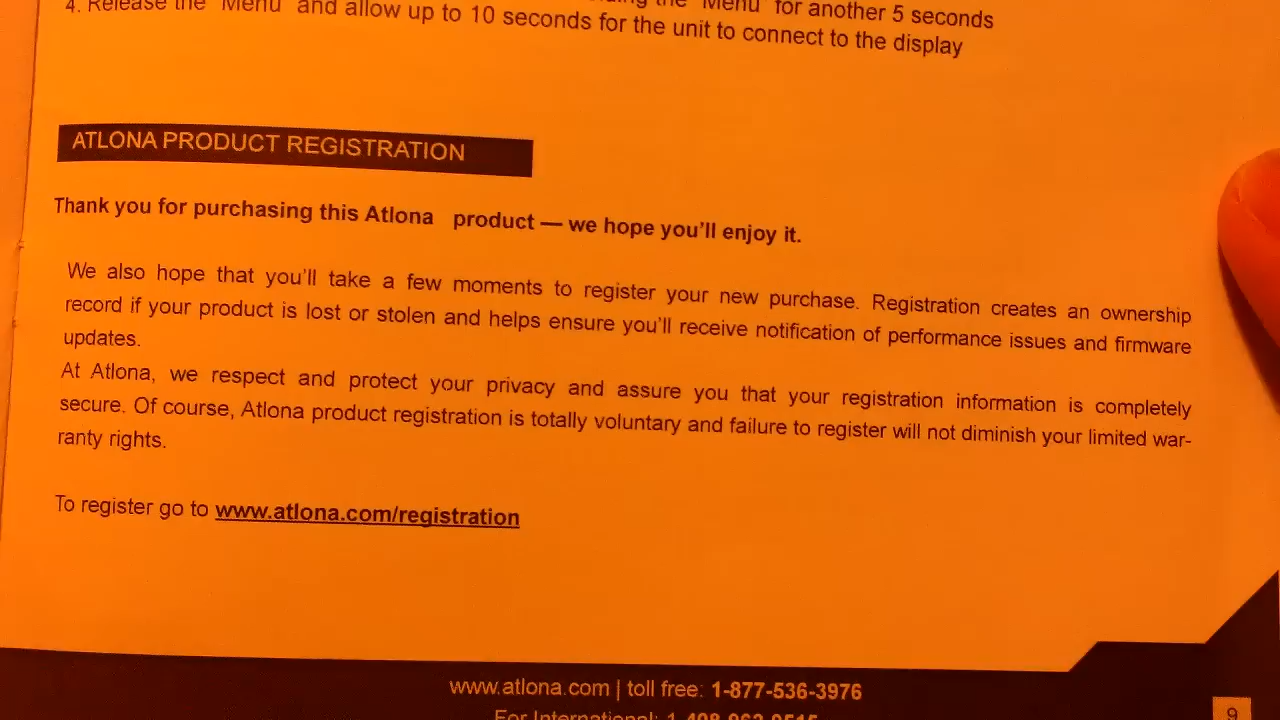 the "Menu" for another 5 seconds
4. Release the "Menu" and allow up to 10 seconds for the unit to connect to the display
ATLONA PRODUCT REGISTRATION
Thank you for purchasing this Atlona product — we hope you'll enjoy it.
We also hope that you'll take a few moments to register your new purchase. Registration creates an ownership
record if your product is lost or stolen and helps ensure you'll receive notification of performance issues and firmware
updates.
At Atlona, we respect and protect your privacy and assure you that your registration information is completely
secure. Of course, Atlona product registration is totally voluntary and failure to register will not diminish your limited war-
ranty rights.
To register go to www.atlona.com/registration
www.atlona.com | toll free: 1-877-536-3976
For International: 1-408-962-0515
9